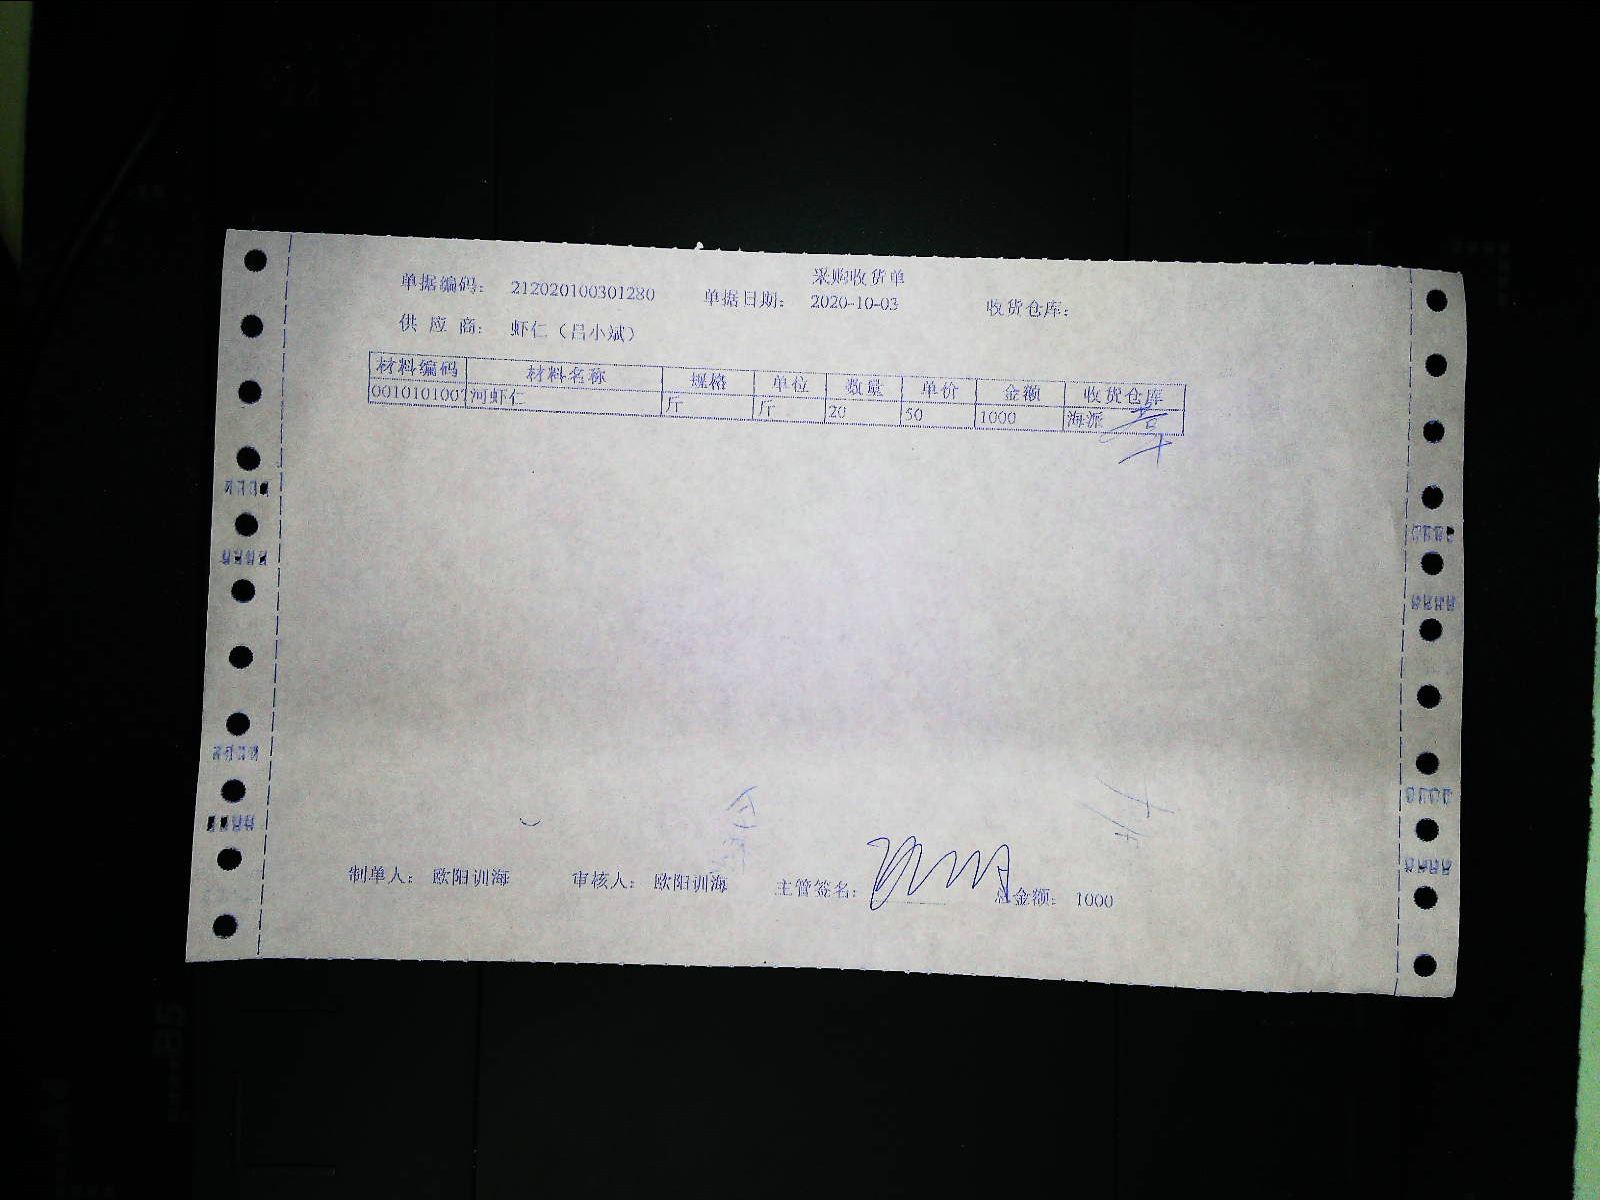 采购收货单
单据编码： 212020100301280 单据日期： 2020-10-03 收货仓库：
供 应 商： 虾仁（吕小斌）
材料编码 材料名称 规格 单位 数量 单价 金额 收货仓库
0010101007 河虾仁 斤 斤 20 50 1000 海派
制单人： 欧阳训海 审核人： 欧阳训海 主管签名： 总金额： 1000